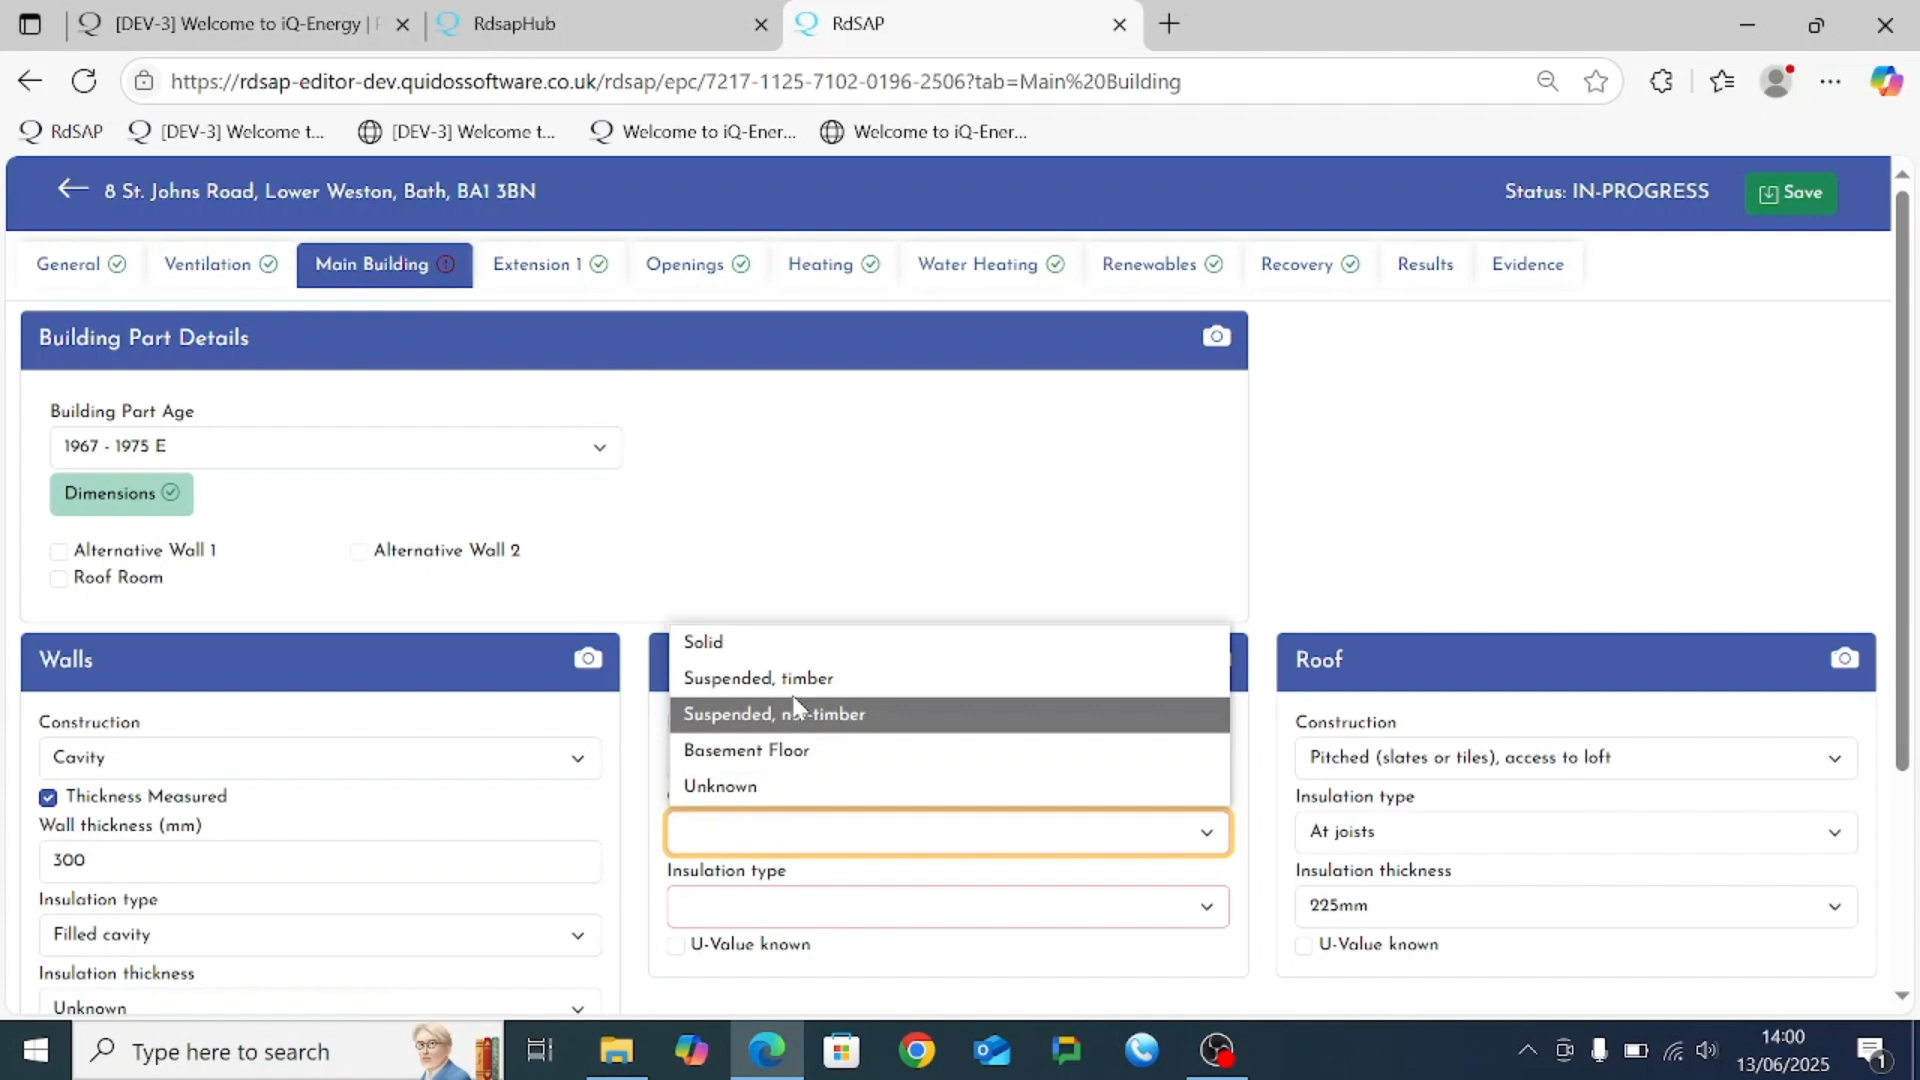 [DEV-3] Welcome to iQ-Energy | P
RdsapHub
RdSAP
https://rdsap-editor-dev.quidossoftware.co.uk/rdsap/epc/7217-1125-7102-0196-2506?tab=Main%20Building
RdSAP
[DEV-3] Welcome t...
[DEV-3] Welcome t...
Welcome to iQ-Ener...
Welcome to iQ-Ener...
8 St. Johns Road, Lower Weston, Bath, BA1 3BN
Status: IN-PROGRESS
Save
General
Ventilation
Main Building
Extension 1
Openings
Heating
Water Heating
Renewables
Recovery
Results
Evidence
Building Part Details
Building Part Age
1967 - 1975 E
Dimensions
Alternative Wall 1
Alternative Wall 2
Roof Room
Walls
Construction
Cavity
Thickness Measured
Wall thickness (mm)
300
Insulation type
Filled cavity
Insulation thickness
Unknown
Solid
Suspended, timber
Suspended, not-timber
Basement Floor
Unknown
Insulation type
U-Value known
Roof
Construction
Pitched (slates or tiles), access to loft
Insulation type
At joists
Insulation thickness
225mm
U-Value known
Type here to search
14:00
13/06/2025
1